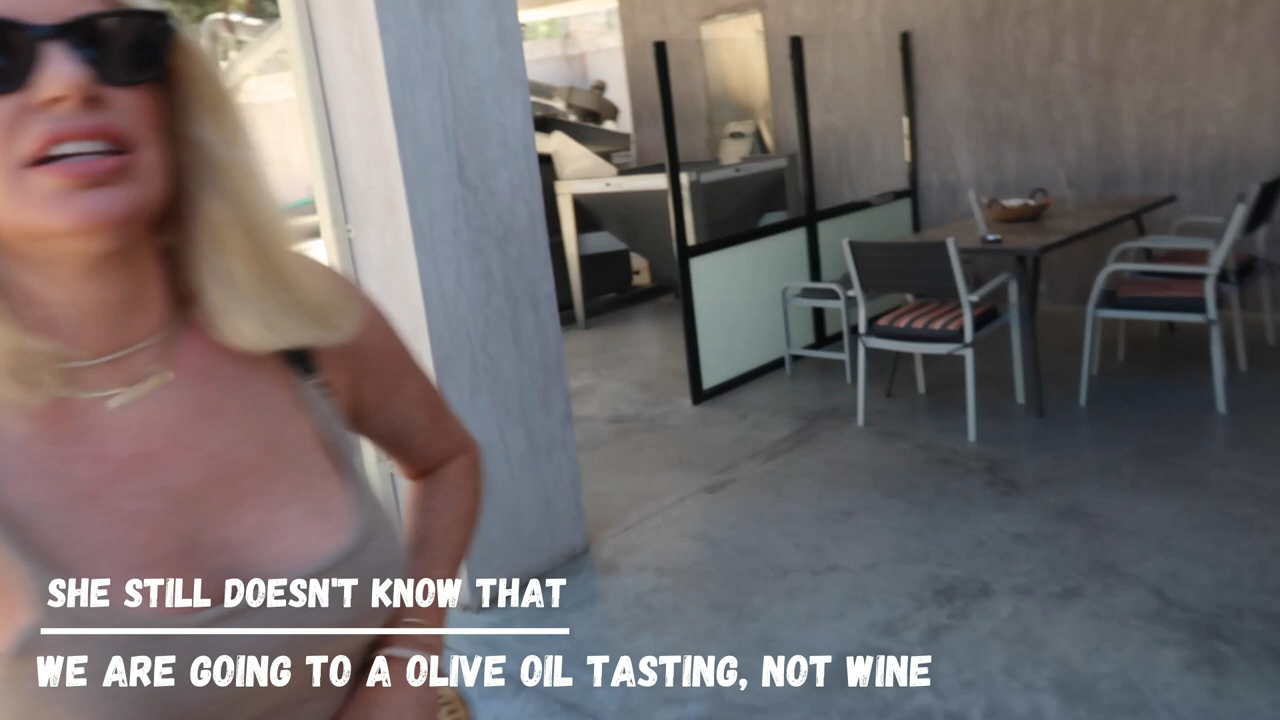 SHE STILL DOESN'T KNOW THAT
WE ARE GOING TO A OLIVE OIL TASTING, NOT WINE